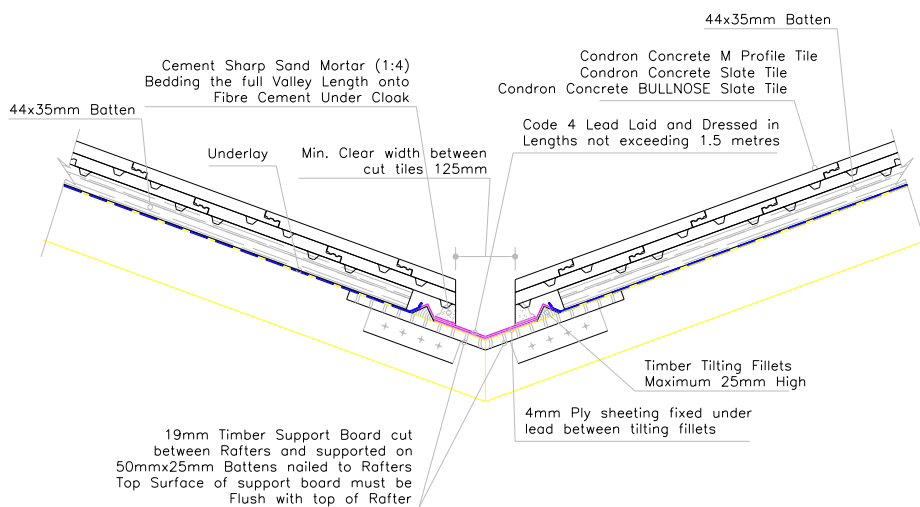 44x35mm Batten
Condron Concrete M Profile Tile
Condron Concrete Slate Tile
Condron Concrete BULLNOSE Slate Tile
Cement Sharp Sand Mortar (1:4)
Bedding the full Valley Length onto
Fibre Cement Under Cloak
44x35mm Batten
Code 4 Lead Laid and Dressed in
Lengths not exceeding 1.5 metres
Underlay
Min. Clear width between
cut tiles 125mm
Timber Tilting Fillets
Maximum 25mm High
4mm Ply sheeting fixed under
lead between tilting fillets
19mm Timber Support Board cut
between Rafters and supported on
50mmx25mm Battens nailed to Rafters
Top Surface of support board must be
Flush with top of Rafter